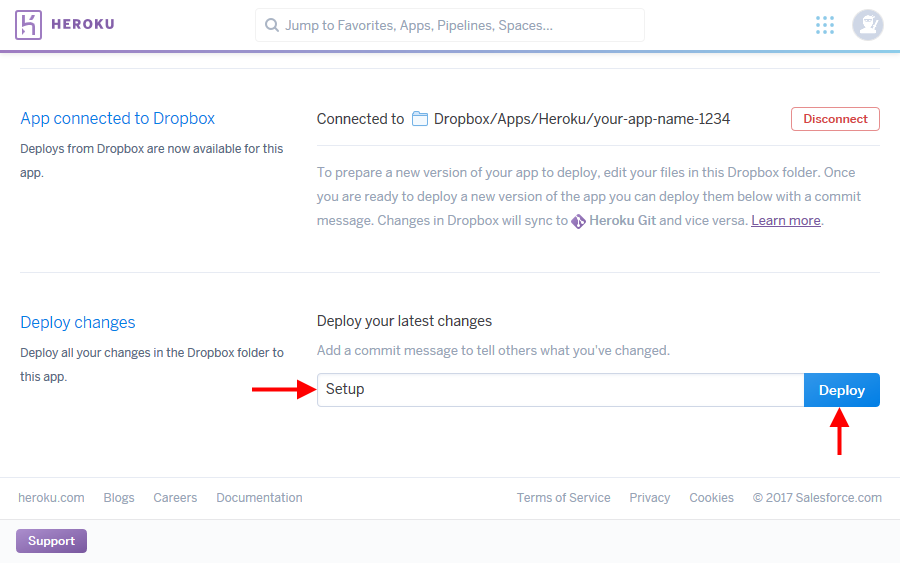 HEROKU
Jump to Favorites, Apps, Pipelines, Spaces...
App connected to Dropbox
Deploys from Dropbox are now available for this
app.
Connected to Dropbox/Apps/Heroku/your-app-name-1234
Disconnect
To prepare a new version of your app to deploy, edit your files in this Dropbox folder. Once
you are ready to deploy a new version of the app you can deploy them below with a commit
message. Changes in Dropbox will sync to Heroku Git and vice versa. Learn more.
Deploy changes
Deploy all your changes in the Dropbox folder to
this app.
Deploy your latest changes
Add a commit message to tell others what you've changed.
Setup
Deploy
heroku.com Blogs Careers Documentation Terms of Service Privacy Cookies © 2017 Salesforce.com
Support